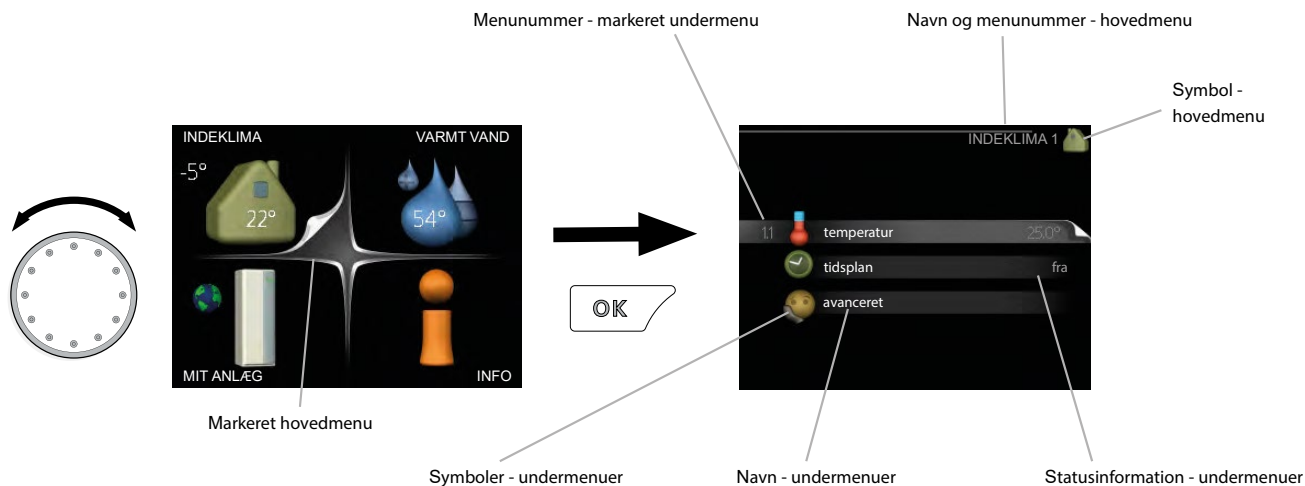 Menunummer - markeret undermenu
Navn og menunummer - hovedmenu
Symbol -
hovedmenu
INDEKLIMA
VARMT VAND
-5°
22°
54°
MIT ANLÆG
INFO
Markeret hovedmenu
OK
INDEKLIMA 1
1.1
temperatur
25.0°
tidsplan
fra
avanceret
Symboler - undermenuer
Navn - undermenuer
Statusinformation - undermenuer